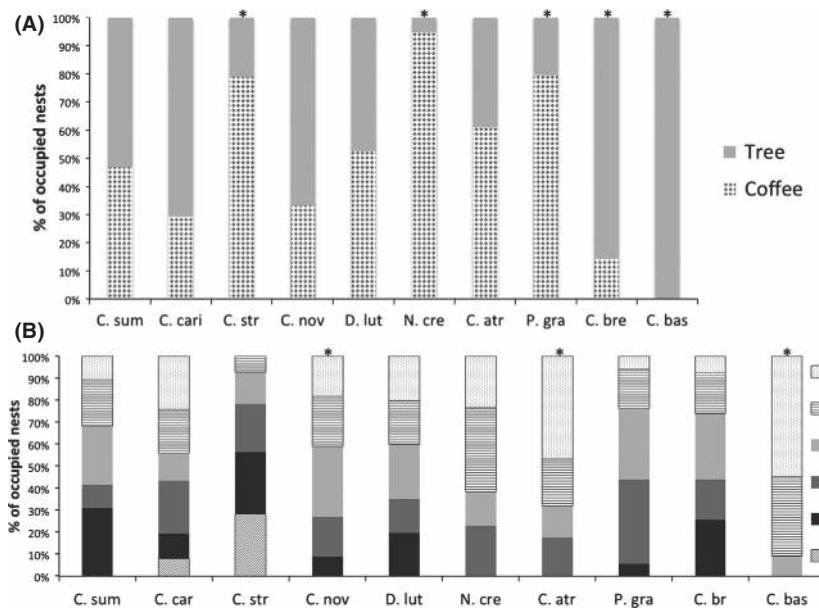 (A)
* * * * *
100%
90%
80%
70%
60%
50%
40%
30%
20%
10%
0%
% of occupied nests
Tree
Coffee
C. sum C. cari C. str C. nov D. lut N. cre C. atr P. gra C. bre C. bas
(B)
* * *
100%
90%
80%
70%
60%
50%
40%
30%
20%
10%
0%
% of occupied nests
C. sum C. car C. str C. nov D. lut N. cre C. atr P. gra C. br C. bas